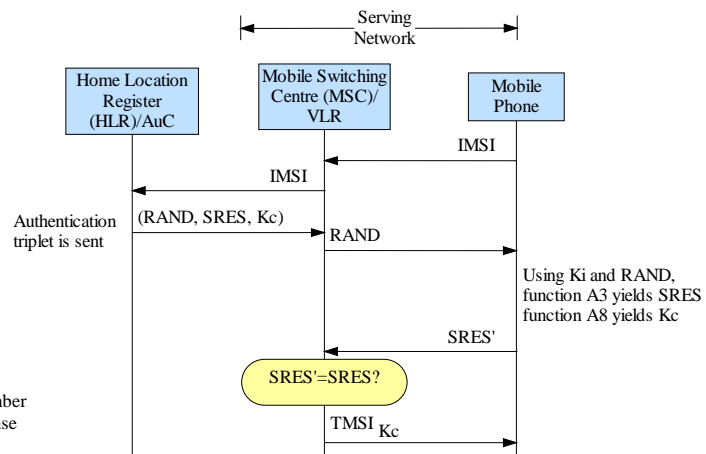 Serving
Network
Home Location
Register
(HLR)/AuC
Mobile Switching
Centre (MSC)/
VLR
Mobile
Phone
IMSI
IMSI
Authentication
triplet is sent
(RAND, SRES, Kc)
RAND
Using Ki and RAND,
function A3 yields SRES
function A8 yields Kc
SRES'
SRES'=SRES?
TMSI Kc